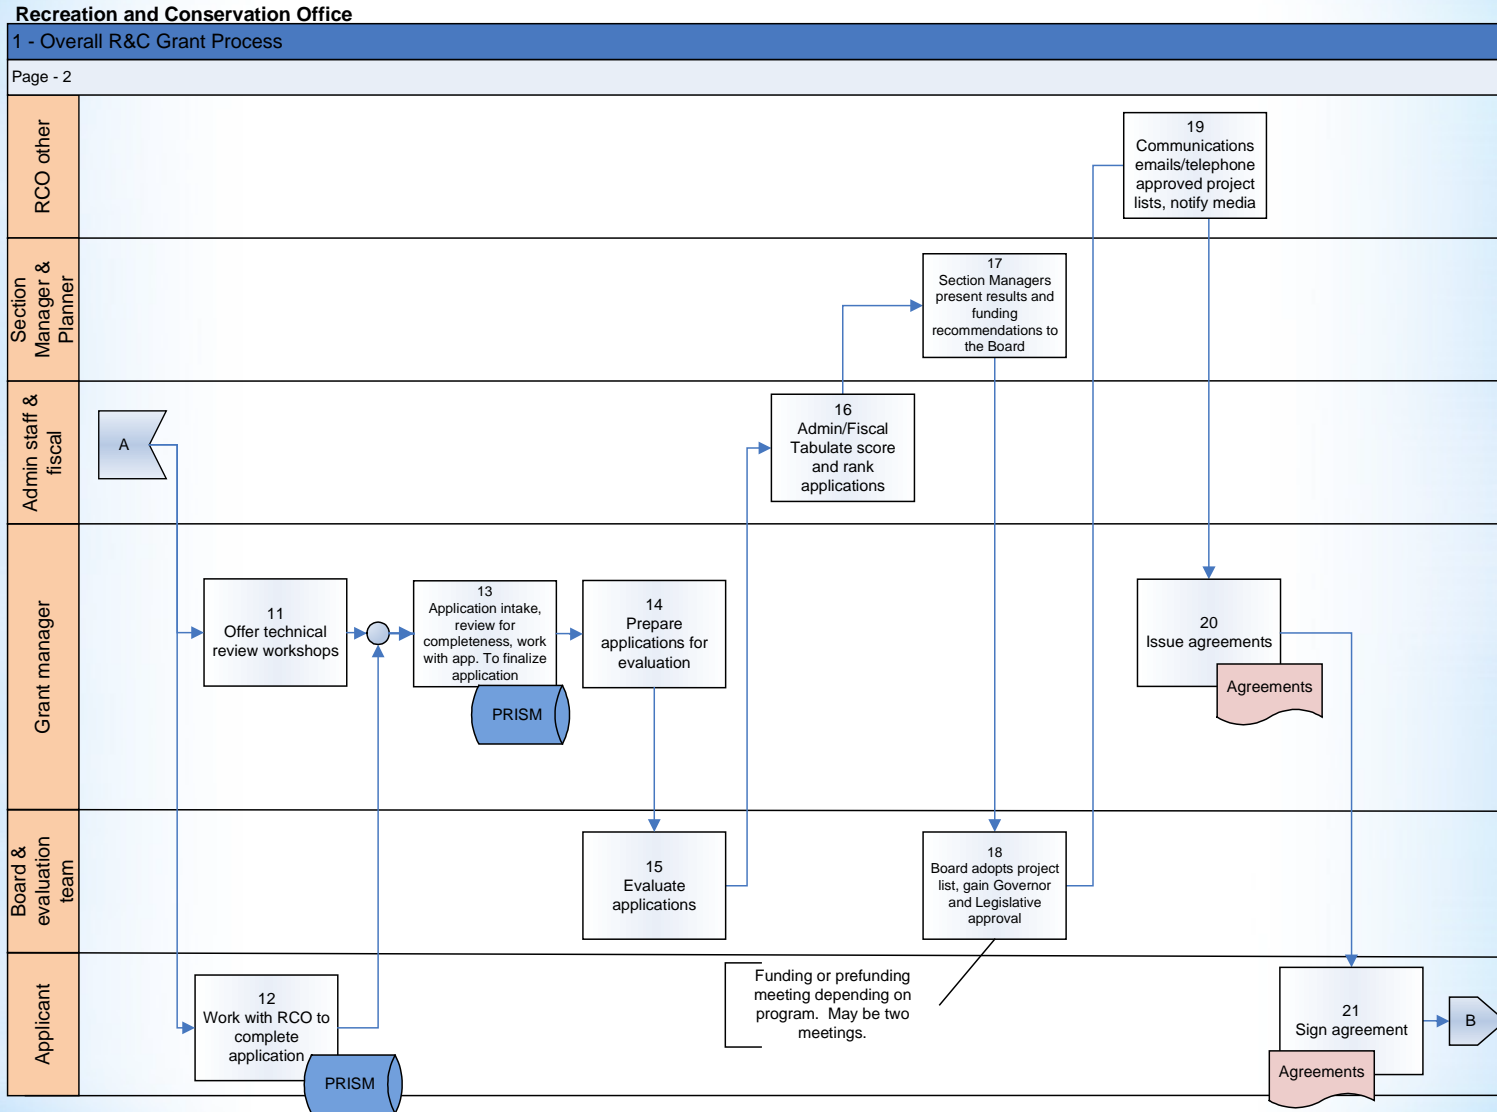 Recreation and Conservation Office
1 - Overall R&C Grant Process
Page - 2
RCO other
19
Communications
emails/telephone
approved project
lists, notify media
Section
Manager &
Planner
17
Section Managers
present results and
funding
recommendations to
the Board
Admin staff &
fiscal
A
16
Admin/Fiscal
Tabulate score
and rank
applications
Grant manager
11
Offer technical
review workshops
13
Application intake,
review for
completeness, work
with app. To finalize
application
PRISM
14
Prepare
applications for
evaluation
20
Issue agreements
Agreements
Board &
evaluation
team
15
Evaluate
applications
18
Board adopts project
list, gain Governor
and Legislative
approval
Applicant
12
Work with RCO to
complete
application
PRISM
Funding or prefunding
meeting depending on
program.  May be two
meetings.
21
Sign agreement
Agreements
B